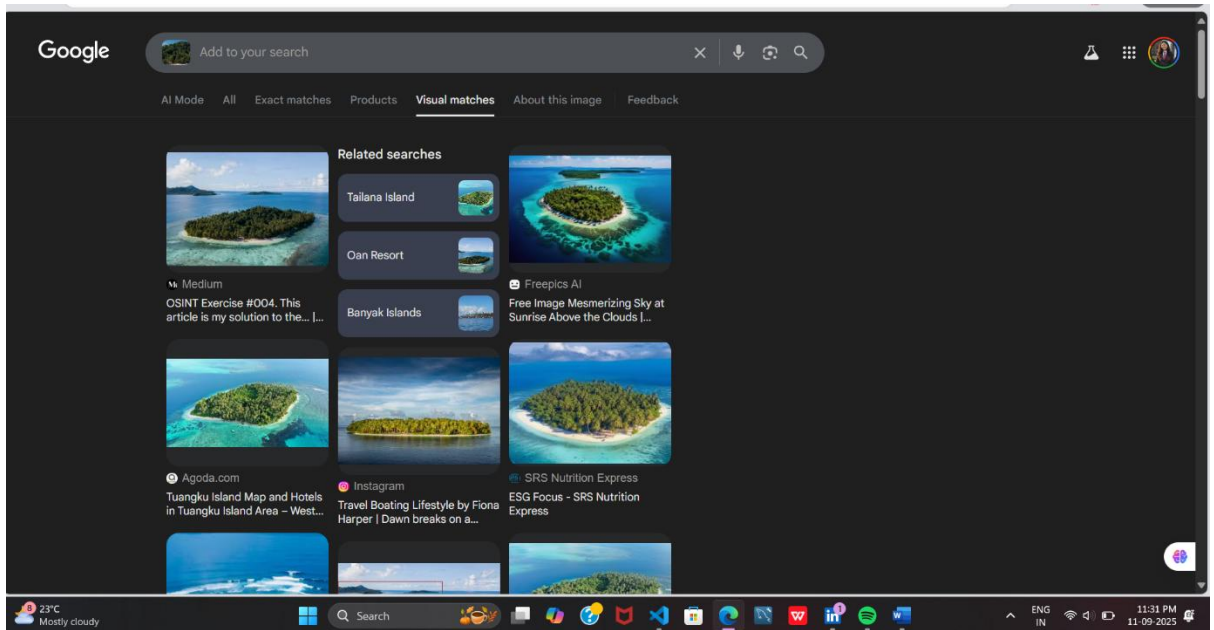 Google
Add to your search
AI Mode All Exact matches Products Visual matches About this image Feedback
Medium
OSINT Exercise #004. This
article is my solution to the... |...
Related searches
Tailana Island
Oan Resort
Banyak Islands
Freepics AI
Free Image Mesmerizing Sky at
Sunrise Above the Clouds |...
Agoda.com
Tuangku Island Map and Hotels
in Tuangku Island Area – West...
Instagram
Travel Boating Lifestyle by Fiona
Harper | Dawn breaks on a...
SRS Nutrition Express
ESG Focus - SRS Nutrition
Express
8
23°C
Mostly cloudy
Search
ENG
IN
11:31 PM
11-09-2025